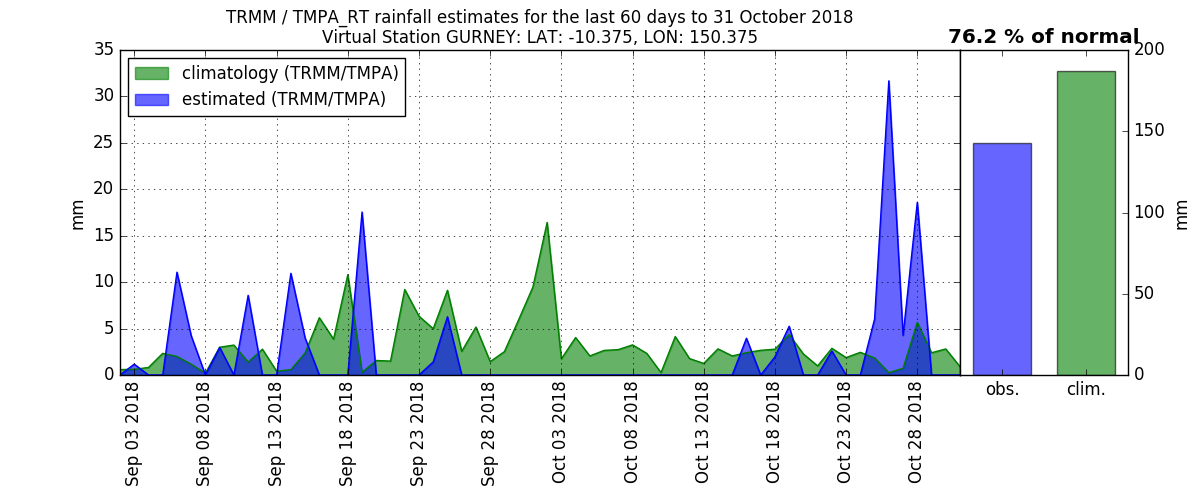 TRMM / TMPA_RT rainfall estimates for the last 60 days to 31 October 2018
Virtual Station GURNEY: LAT: -10.375, LON: 150.375
76.2 % of normal
climatology (TRMM/TMPA)
estimated (TRMM/TMPA)
35
30
25
20
15
10
5
0
mm
Sep 03 2018
Sep 08 2018
Sep 13 2018
Sep 18 2018
Sep 23 2018
Sep 28 2018
Oct 03 2018
Oct 08 2018
Oct 13 2018
Oct 18 2018
Oct 23 2018
Oct 28 2018
obs.
clim.
200
150
100
50
0
mm